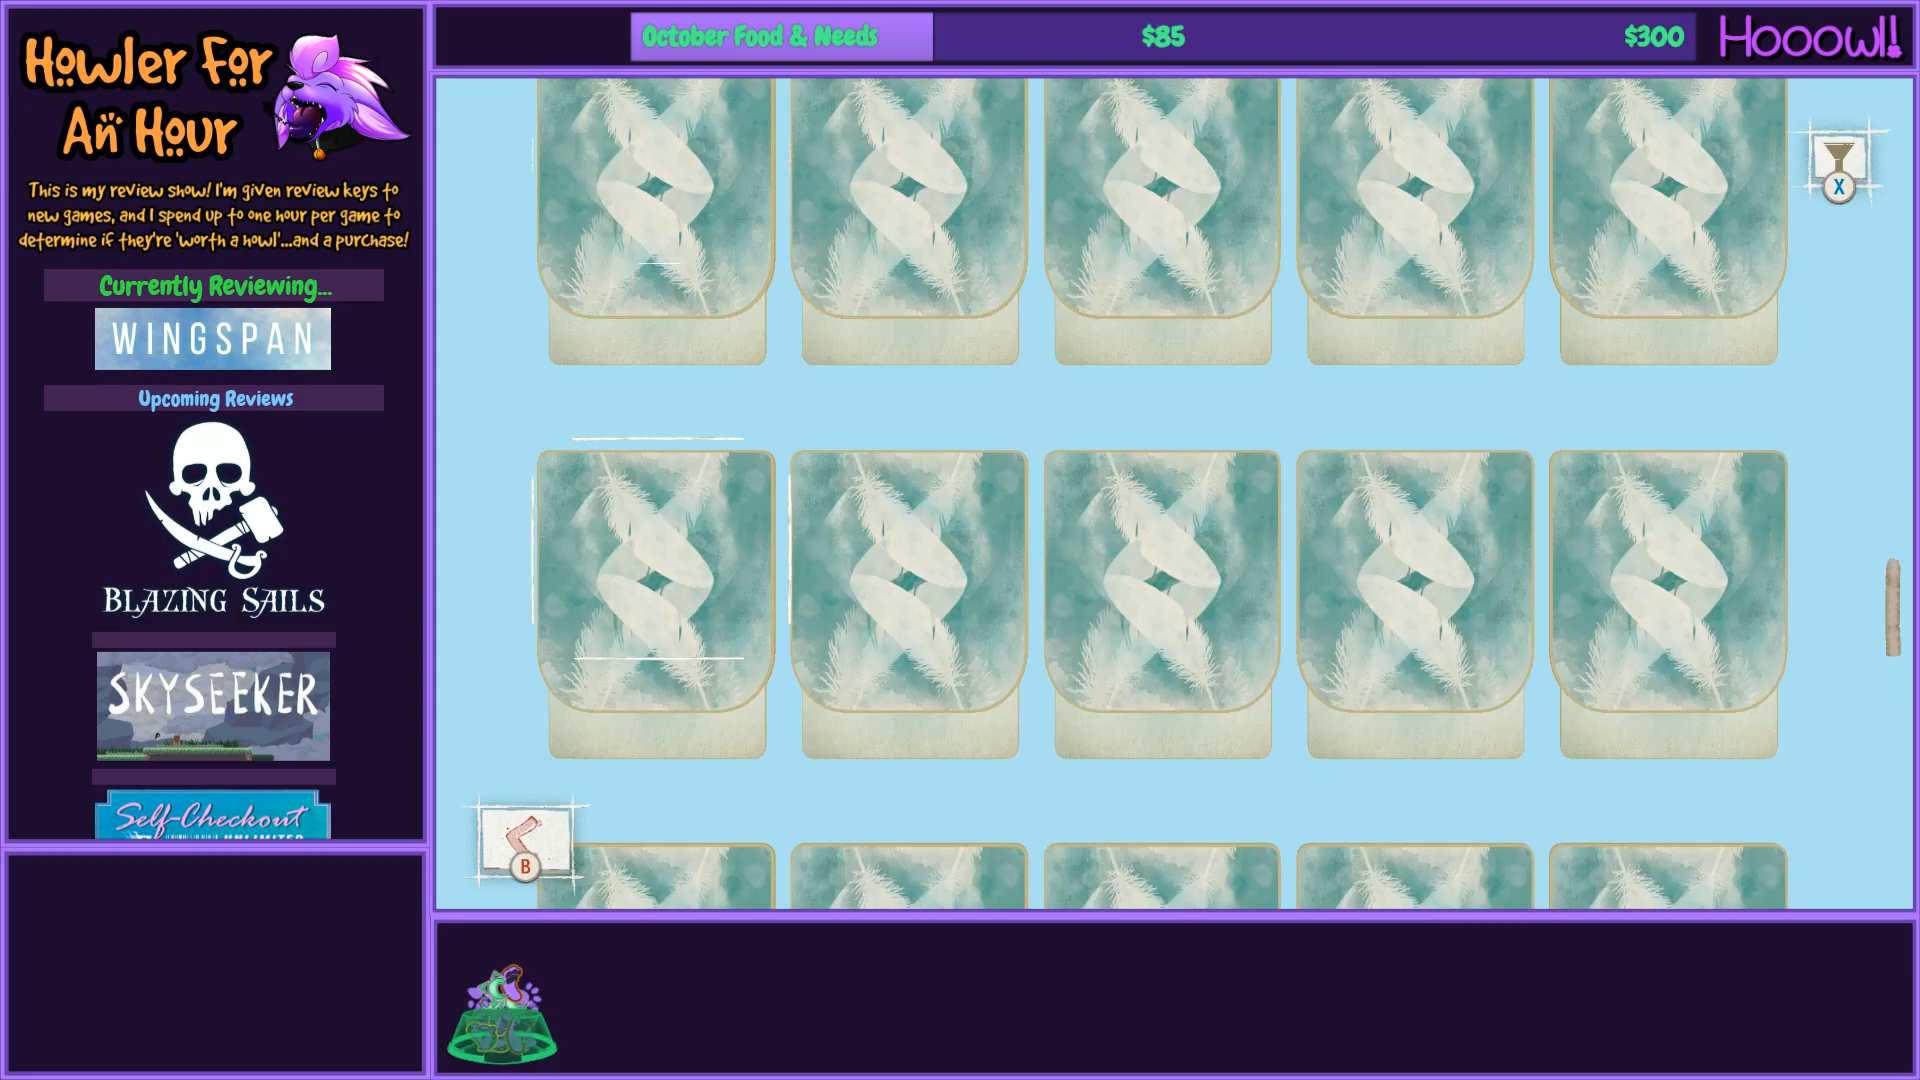 Howler For
An Hour
This is my review show! I'm given review keys to
new games, and I spend up to one hour per game to
determine if they're 'worth a howl'...and a purchase!
Currently Reviewing...
WINGSPAN
Upcoming Reviews
BLAZING SAILS
SKYSEEKER
Self-Checkout
UNLIMITED
October Food & Needs
$85
$300
Hooowl!
X
B